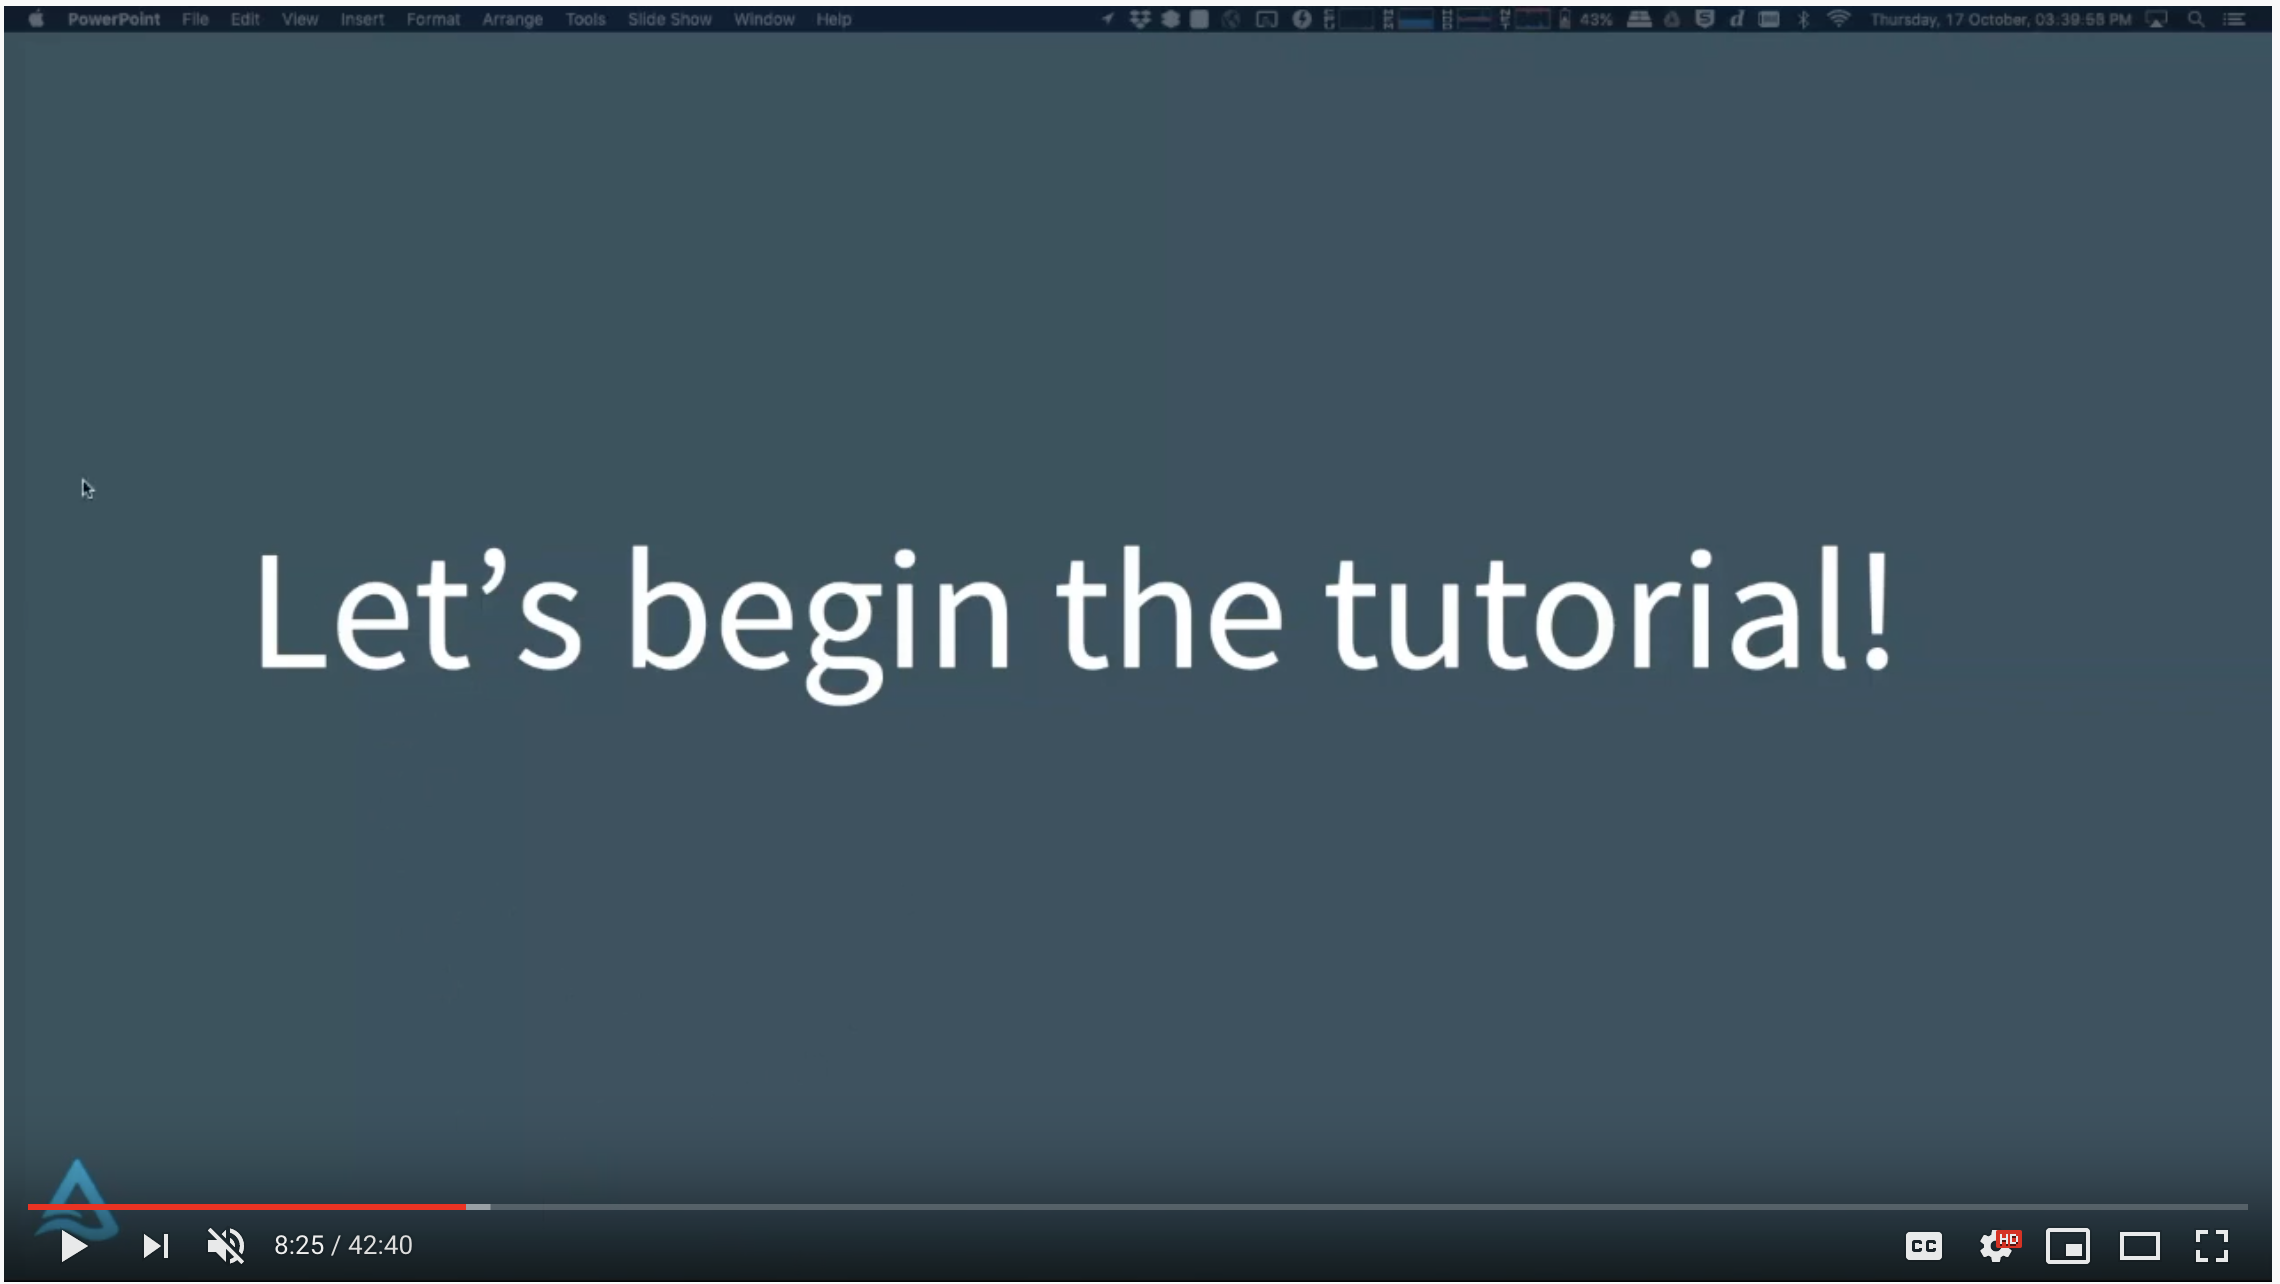 PowerPoint File Edit View Insert Format Arrange Tools Slide Show Window Help 43% Thursday, 17 October, 03:39:58 PM
Let’s begin the tutorial!
8:25 / 42:40 CC HD